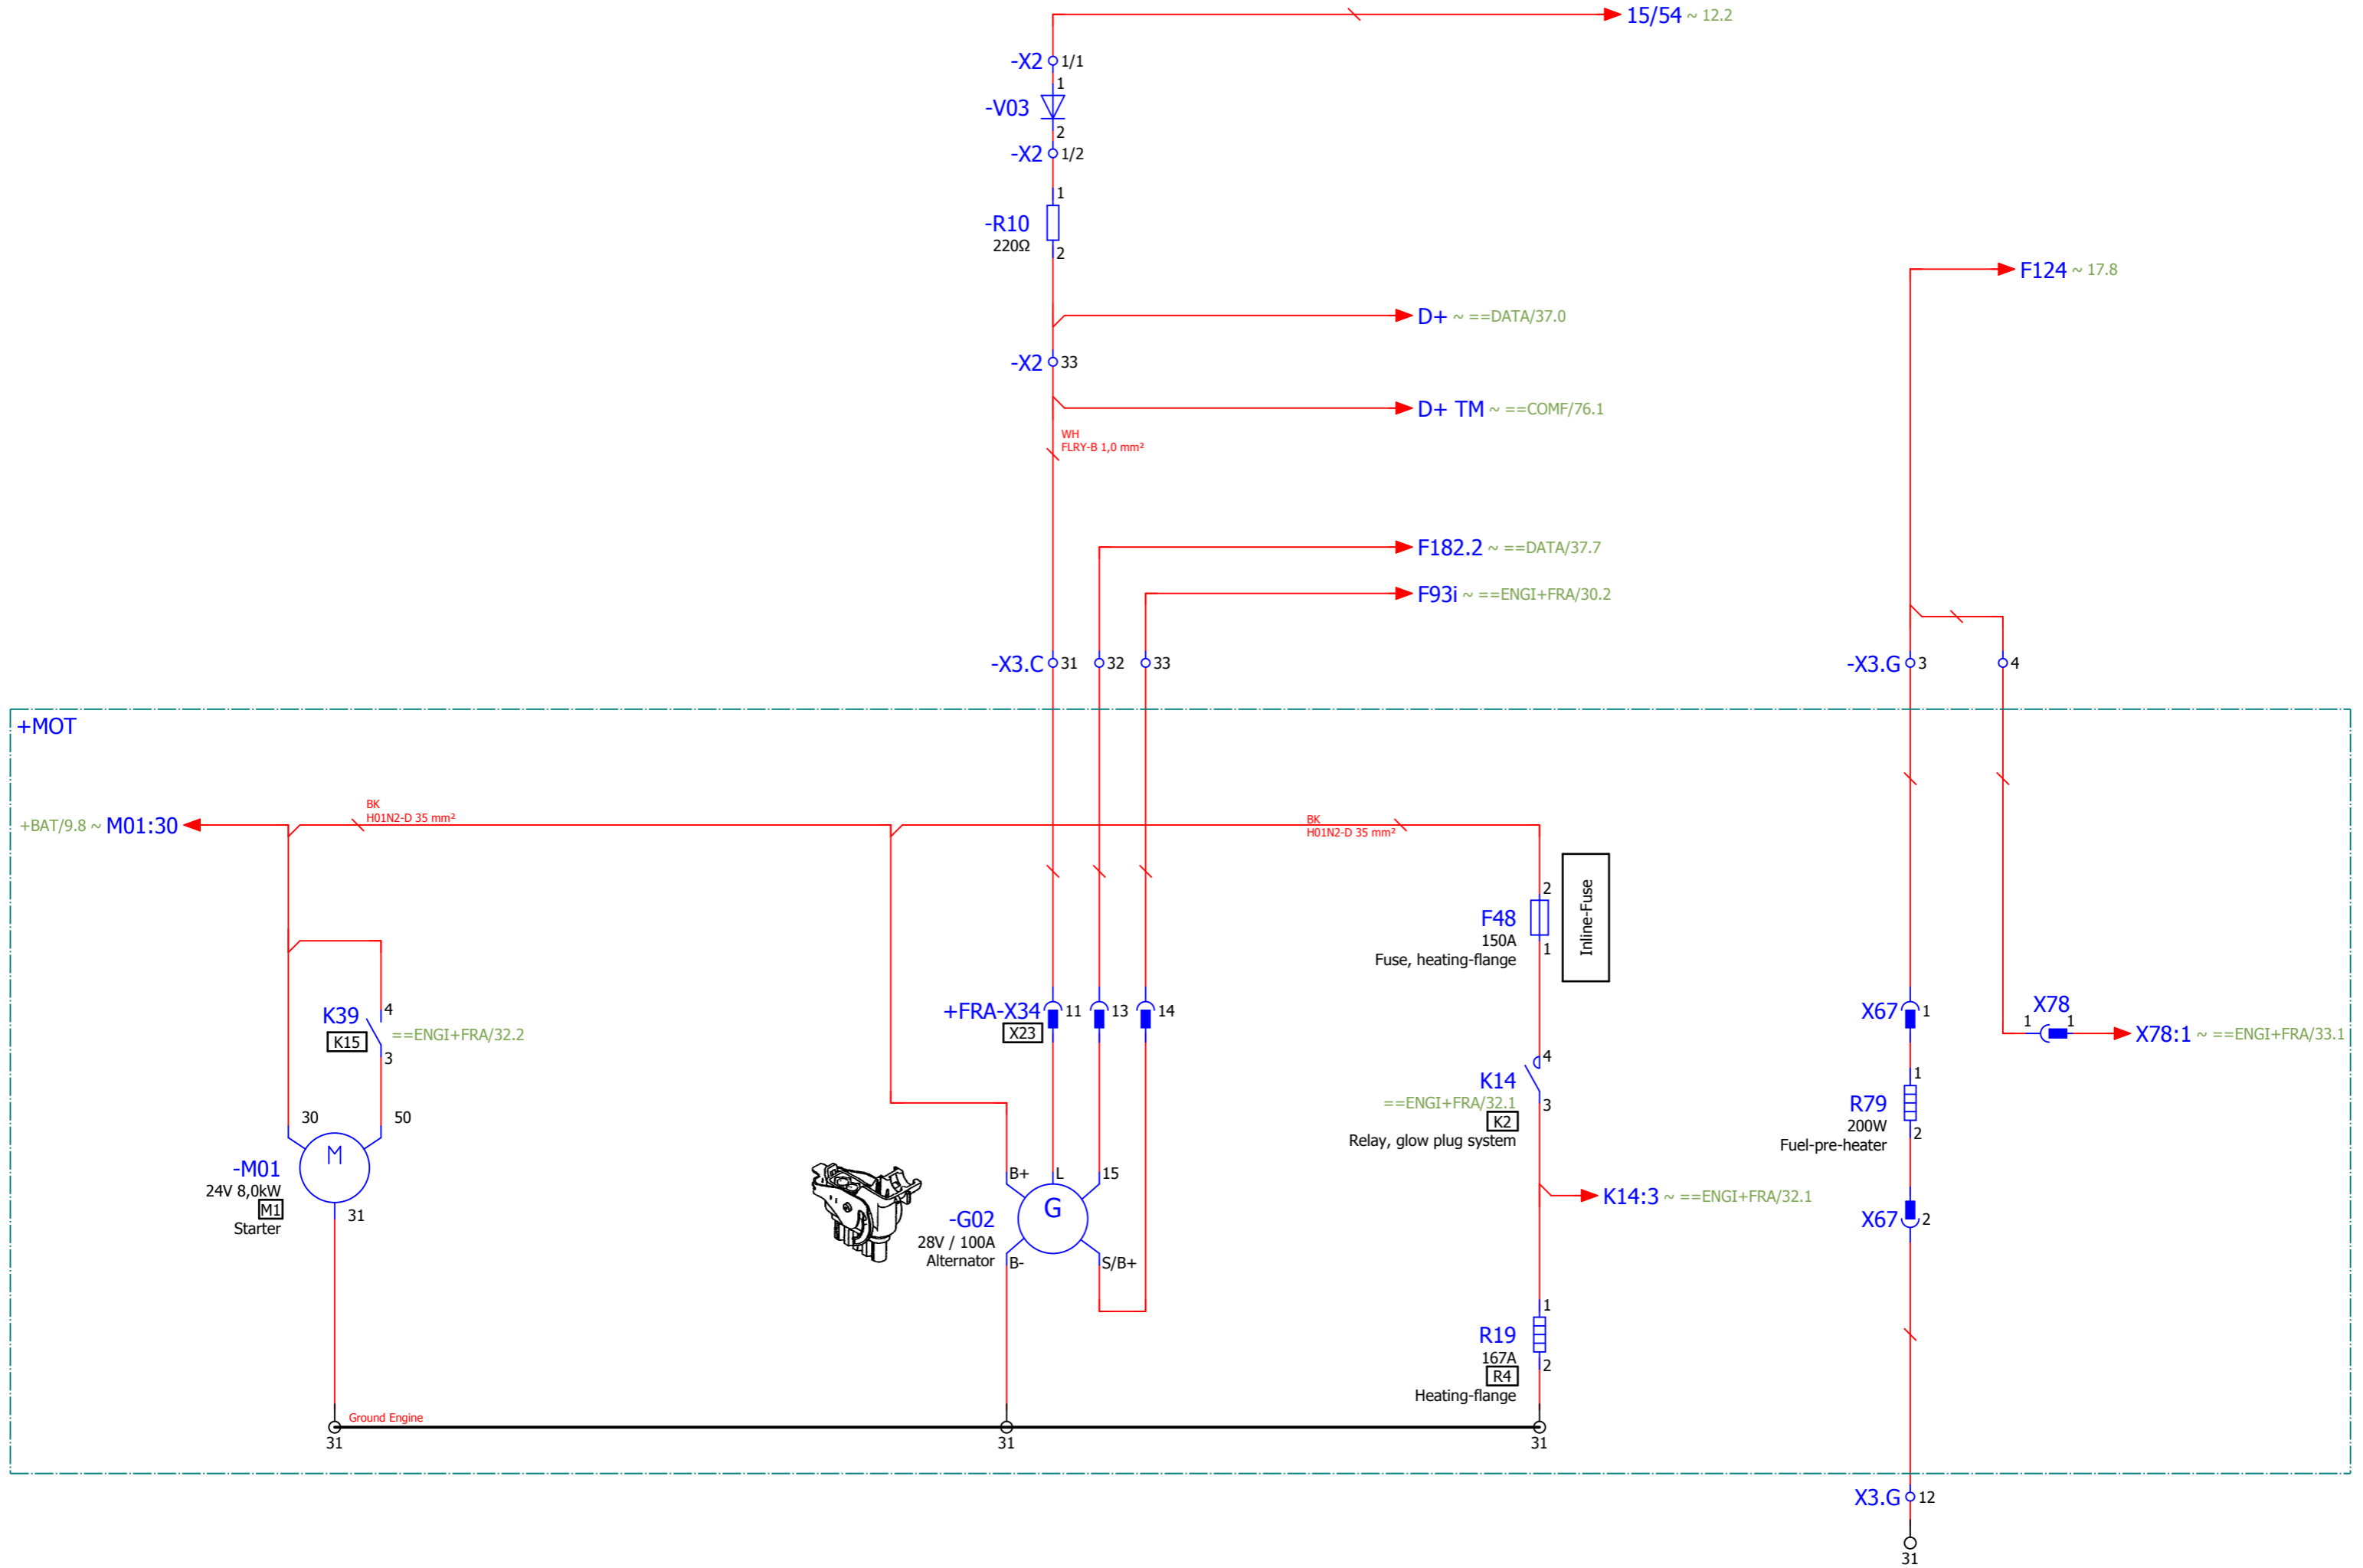 15/54 ~ 12.2
-X2 1/1
1
-V03
2
-X2 1/2
1
-R10
220Ω
2
F124 ~ 17.8
D+ ~ ==DATA/37.0
-X2 33
D+ TM ~ ==COMF/76.1
WH
FLRY-B 1,0 mm²
F182.2 ~ ==DATA/37.7
F93i ~ ==ENGI+FRA/30.2
-X3.C 31 32 33
-X3.G 3 4
+MOT
+BAT/9.8 ~ M01:30
BK
H01N2-D 35 mm²
BK
H01N2-D 35 mm²
2
F48
150A
1
Fuse, heating-flange
Inline-Fuse
K39
4
K15
==ENGI+FRA/32.2
3
+FRA-X34 11 13 14
X23
X67 1
X78
1 1
X78:1 ~ ==ENGI+FRA/33.1
4
K14
==ENGI+FRA/32.1
3
K2
Relay, glow plug system
1
R79
200W
2
Fuel-pre-heater
30 50
M
-M01
24V 8,0kW
M1
31
Starter
B+ L 15
G
-G02
28V / 100A
Alternator
B- S/B+
K14:3 ~ ==ENGI+FRA/32.1
X67 2
1
R19
167A
2
R4
Heating-flange
Ground Engine
31 31 31
X3.G 12
31